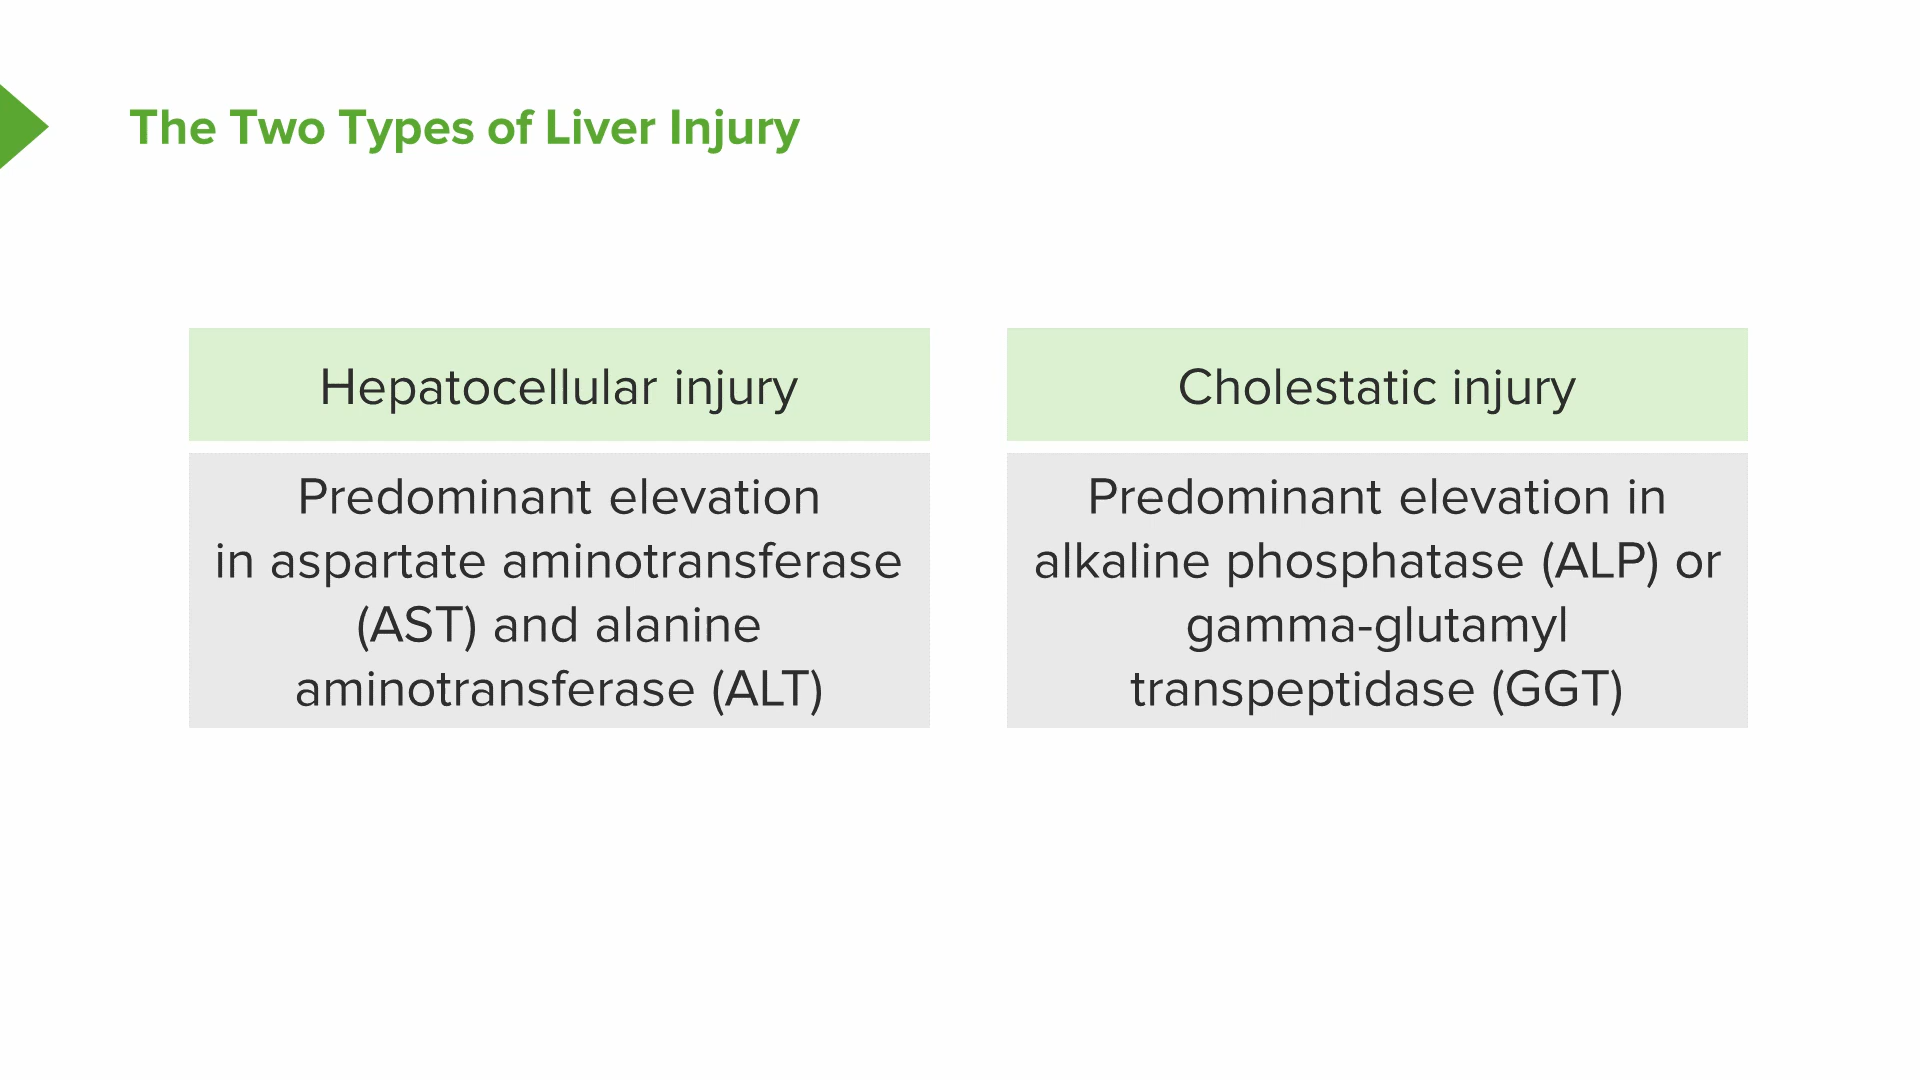 The Two Types of Liver Injury
Hepatocellular injury
Predominant elevation
in aspartate aminotransferase
(AST) and alanine
aminotransferase (ALT)
Cholestatic injury
Predominant elevation in
alkaline phosphatase (ALP) or
gamma-glutamyl
transpeptidase (GGT)